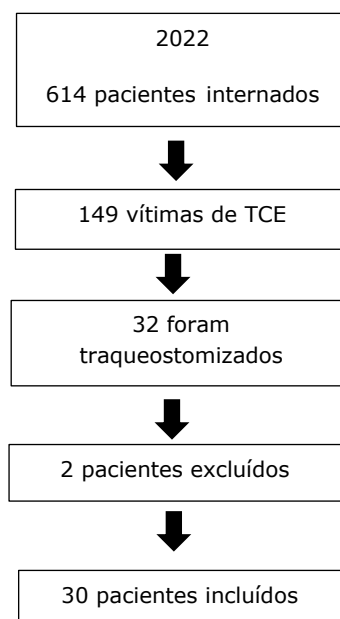 2022
614 pacientes internados
149 vítimas de TCE
32 foram
traqueostomizados
2 pacientes excluídos
30 pacientes incluídos